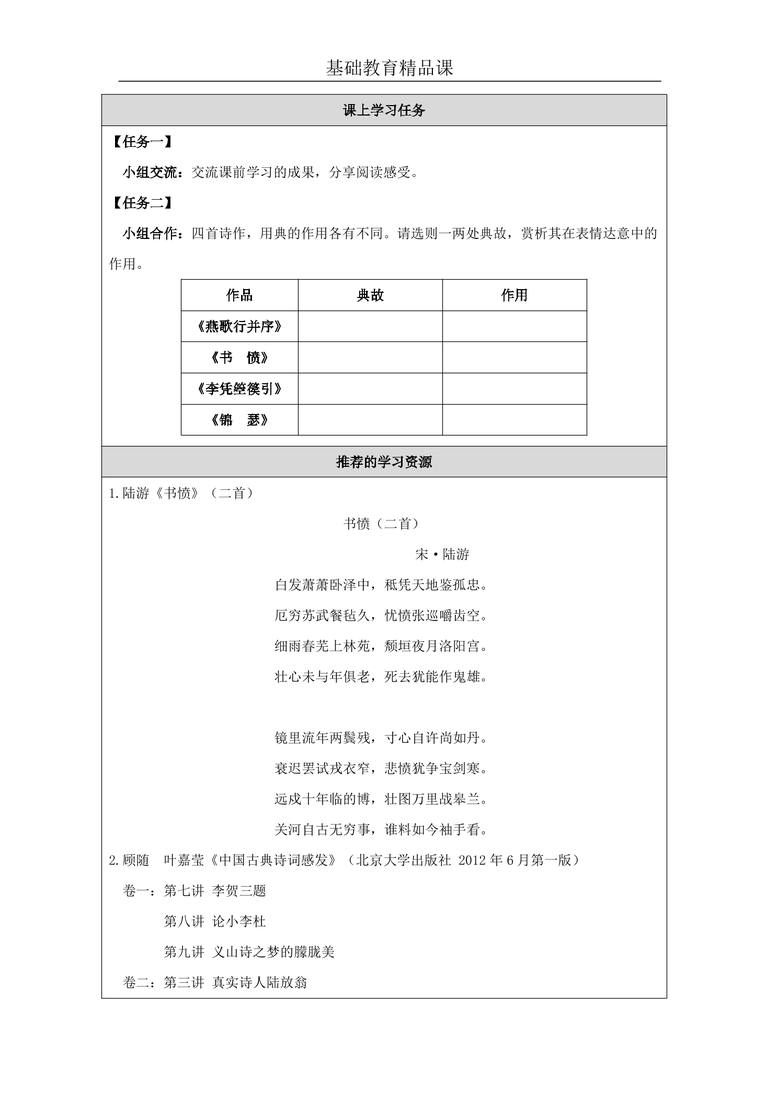 基础教育精品课
课上学习任务
【任务一】
小组交流：交流课前学习的成果，分享阅读感受。
【任务二】
小组合作：四首诗作，用典的作用各有不同。请选则一两处典故，赏析其在表情达意中的
作用。
作品 典故 作用
《燕歌行并序》
《书 愤》
《李凭箜篌引》
《锦 瑟》
推荐的学习资源
1.陆游《书愤》（二首）
书愤（二首）
宋·陆游
白发萧萧卧泽中，秪凭天地鉴孤忠。
厄穷苏武餐毡久，忧愤张巡嚼齿空。
细雨春芜上林苑，颓垣夜月洛阳宫。
壮心未与年俱老，死去犹能作鬼雄。
镜里流年两鬓残，寸心自许尚如丹。
衰迟罢试戎衣窄，悲愤犹争宝剑寒。
远戍十年临的博，壮图万里战皋兰。
关河自古无穷事，谁料如今袖手看。
2.顾随 叶嘉莹《中国古典诗词感发》（北京大学出版社 2012 年 6 月第一版）
卷一：第七讲 李贺三题
第八讲 论小李杜
第九讲 义山诗之梦的朦胧美
卷二：第三讲 真实诗人陆放翁